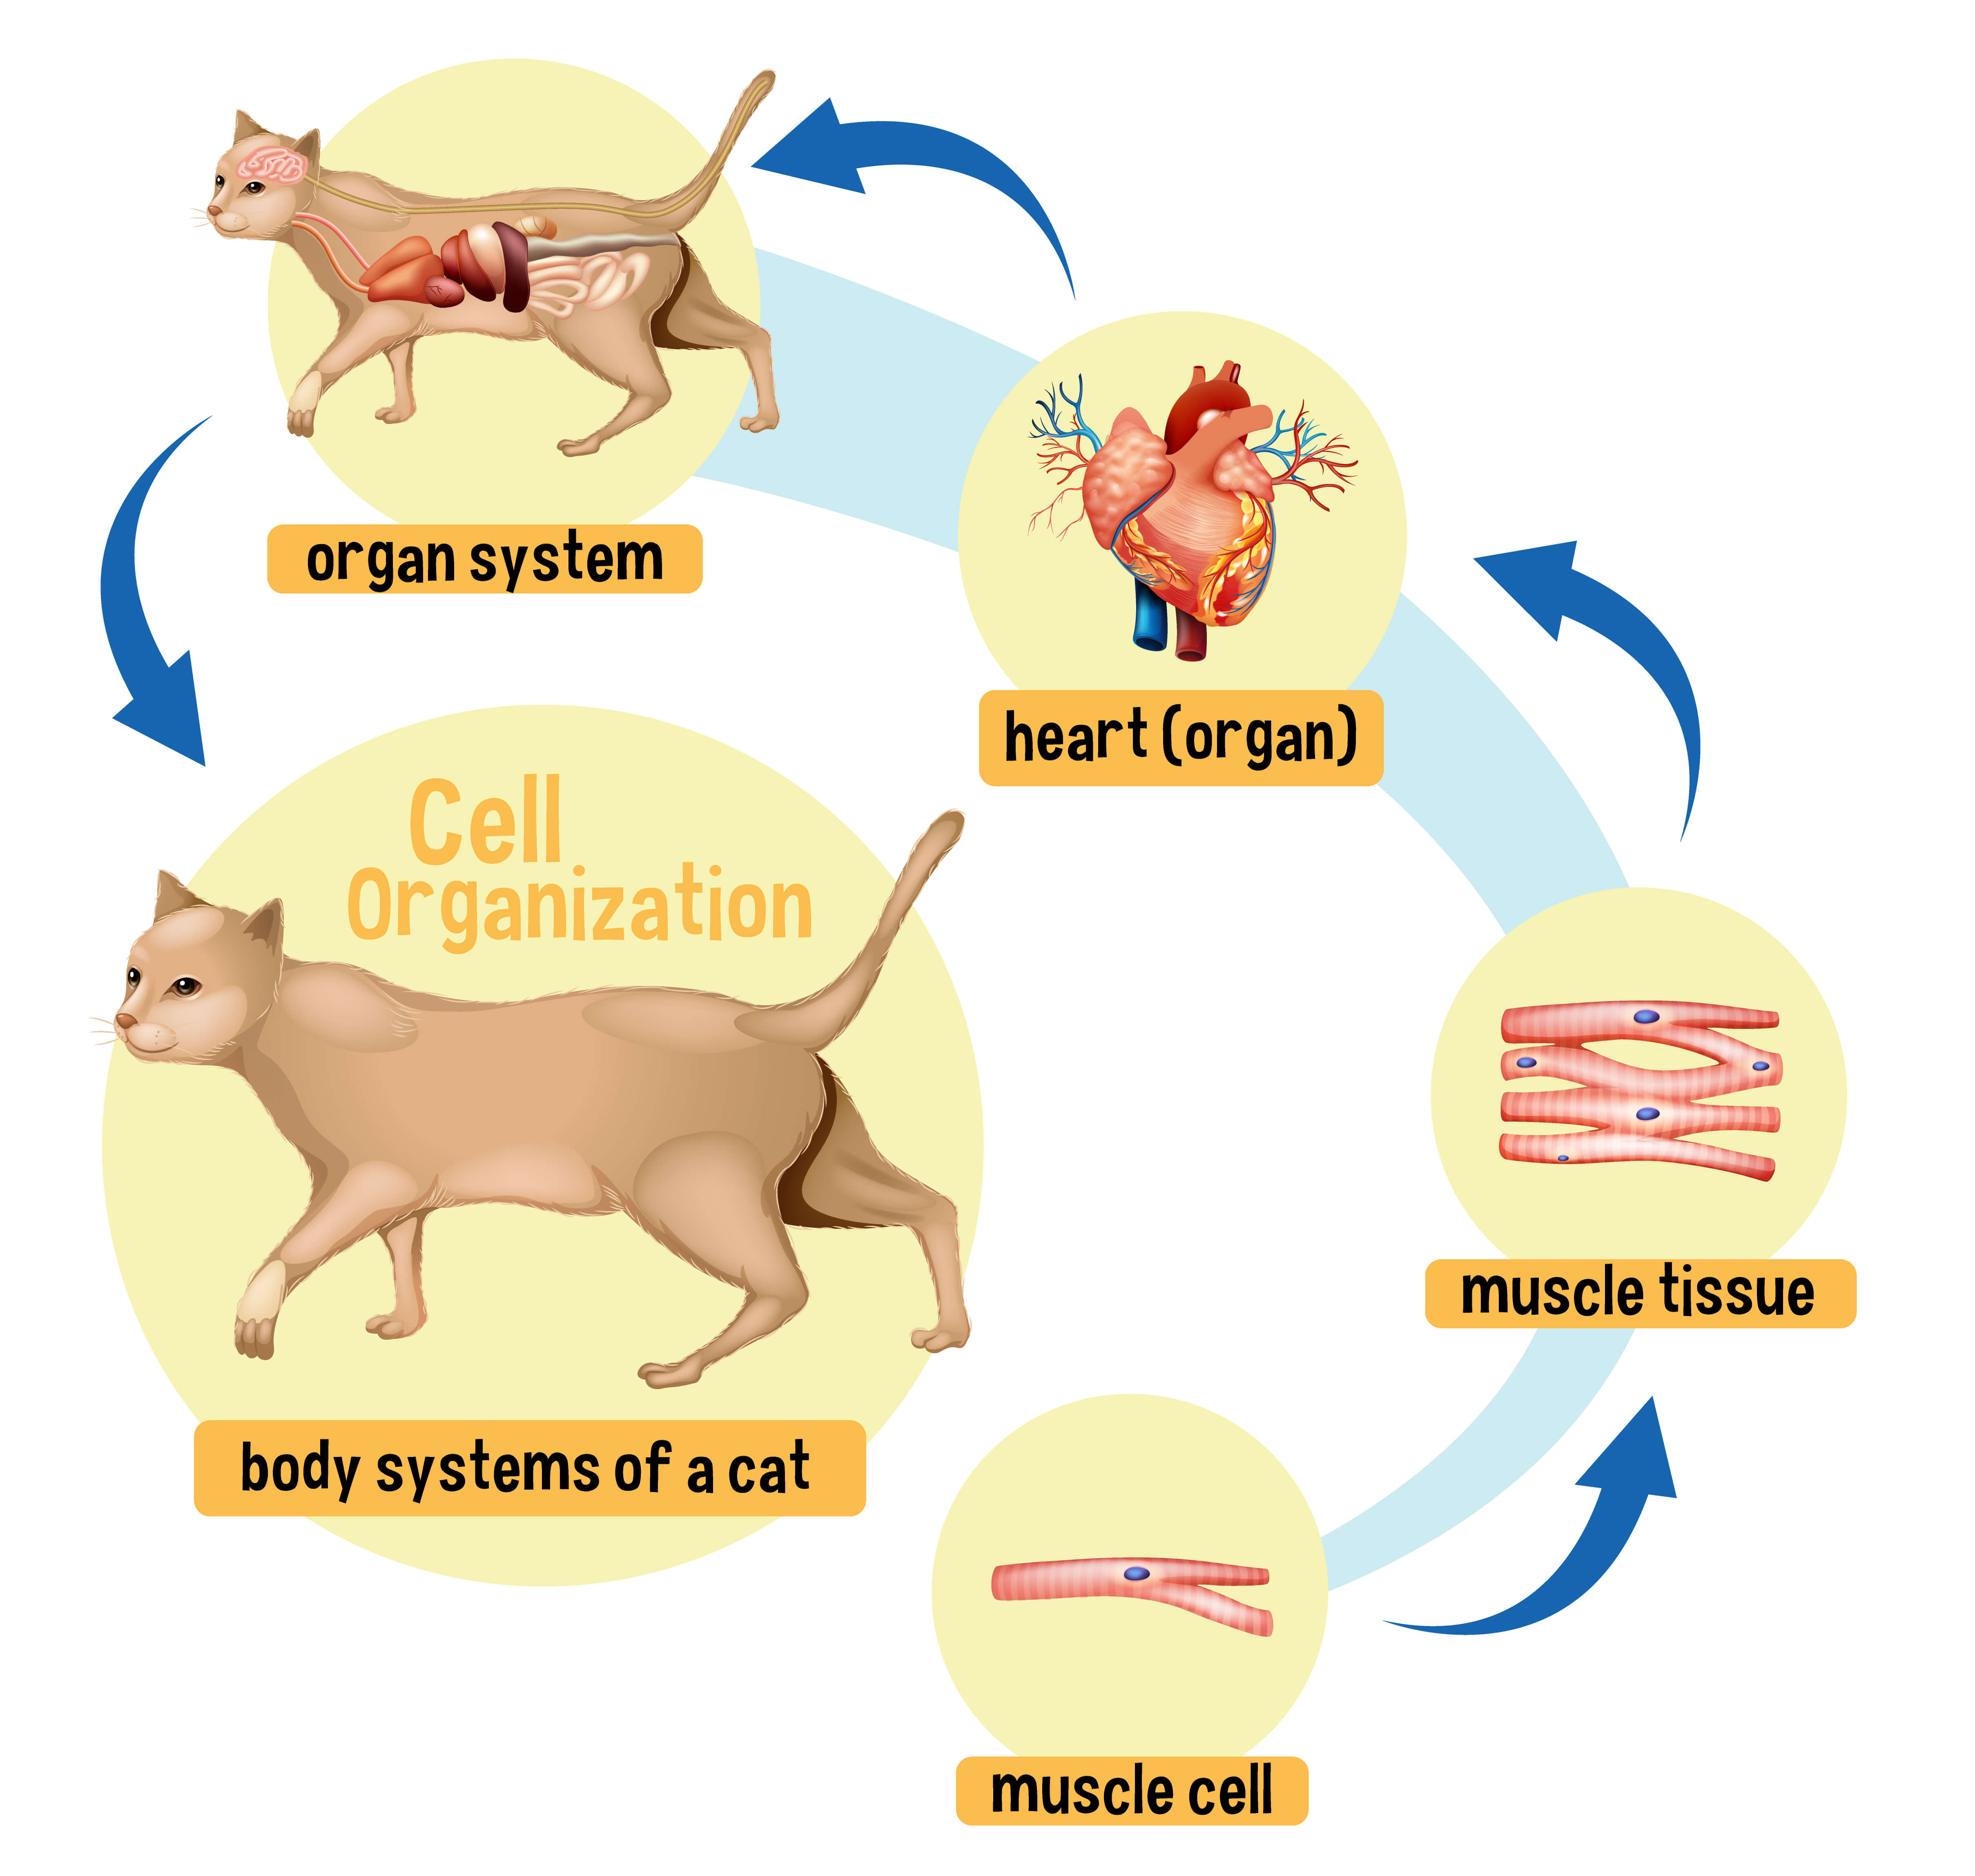 organ system
heart (organ)
Cell
Organization
muscle tissue
body systems of a cat
muscle cell